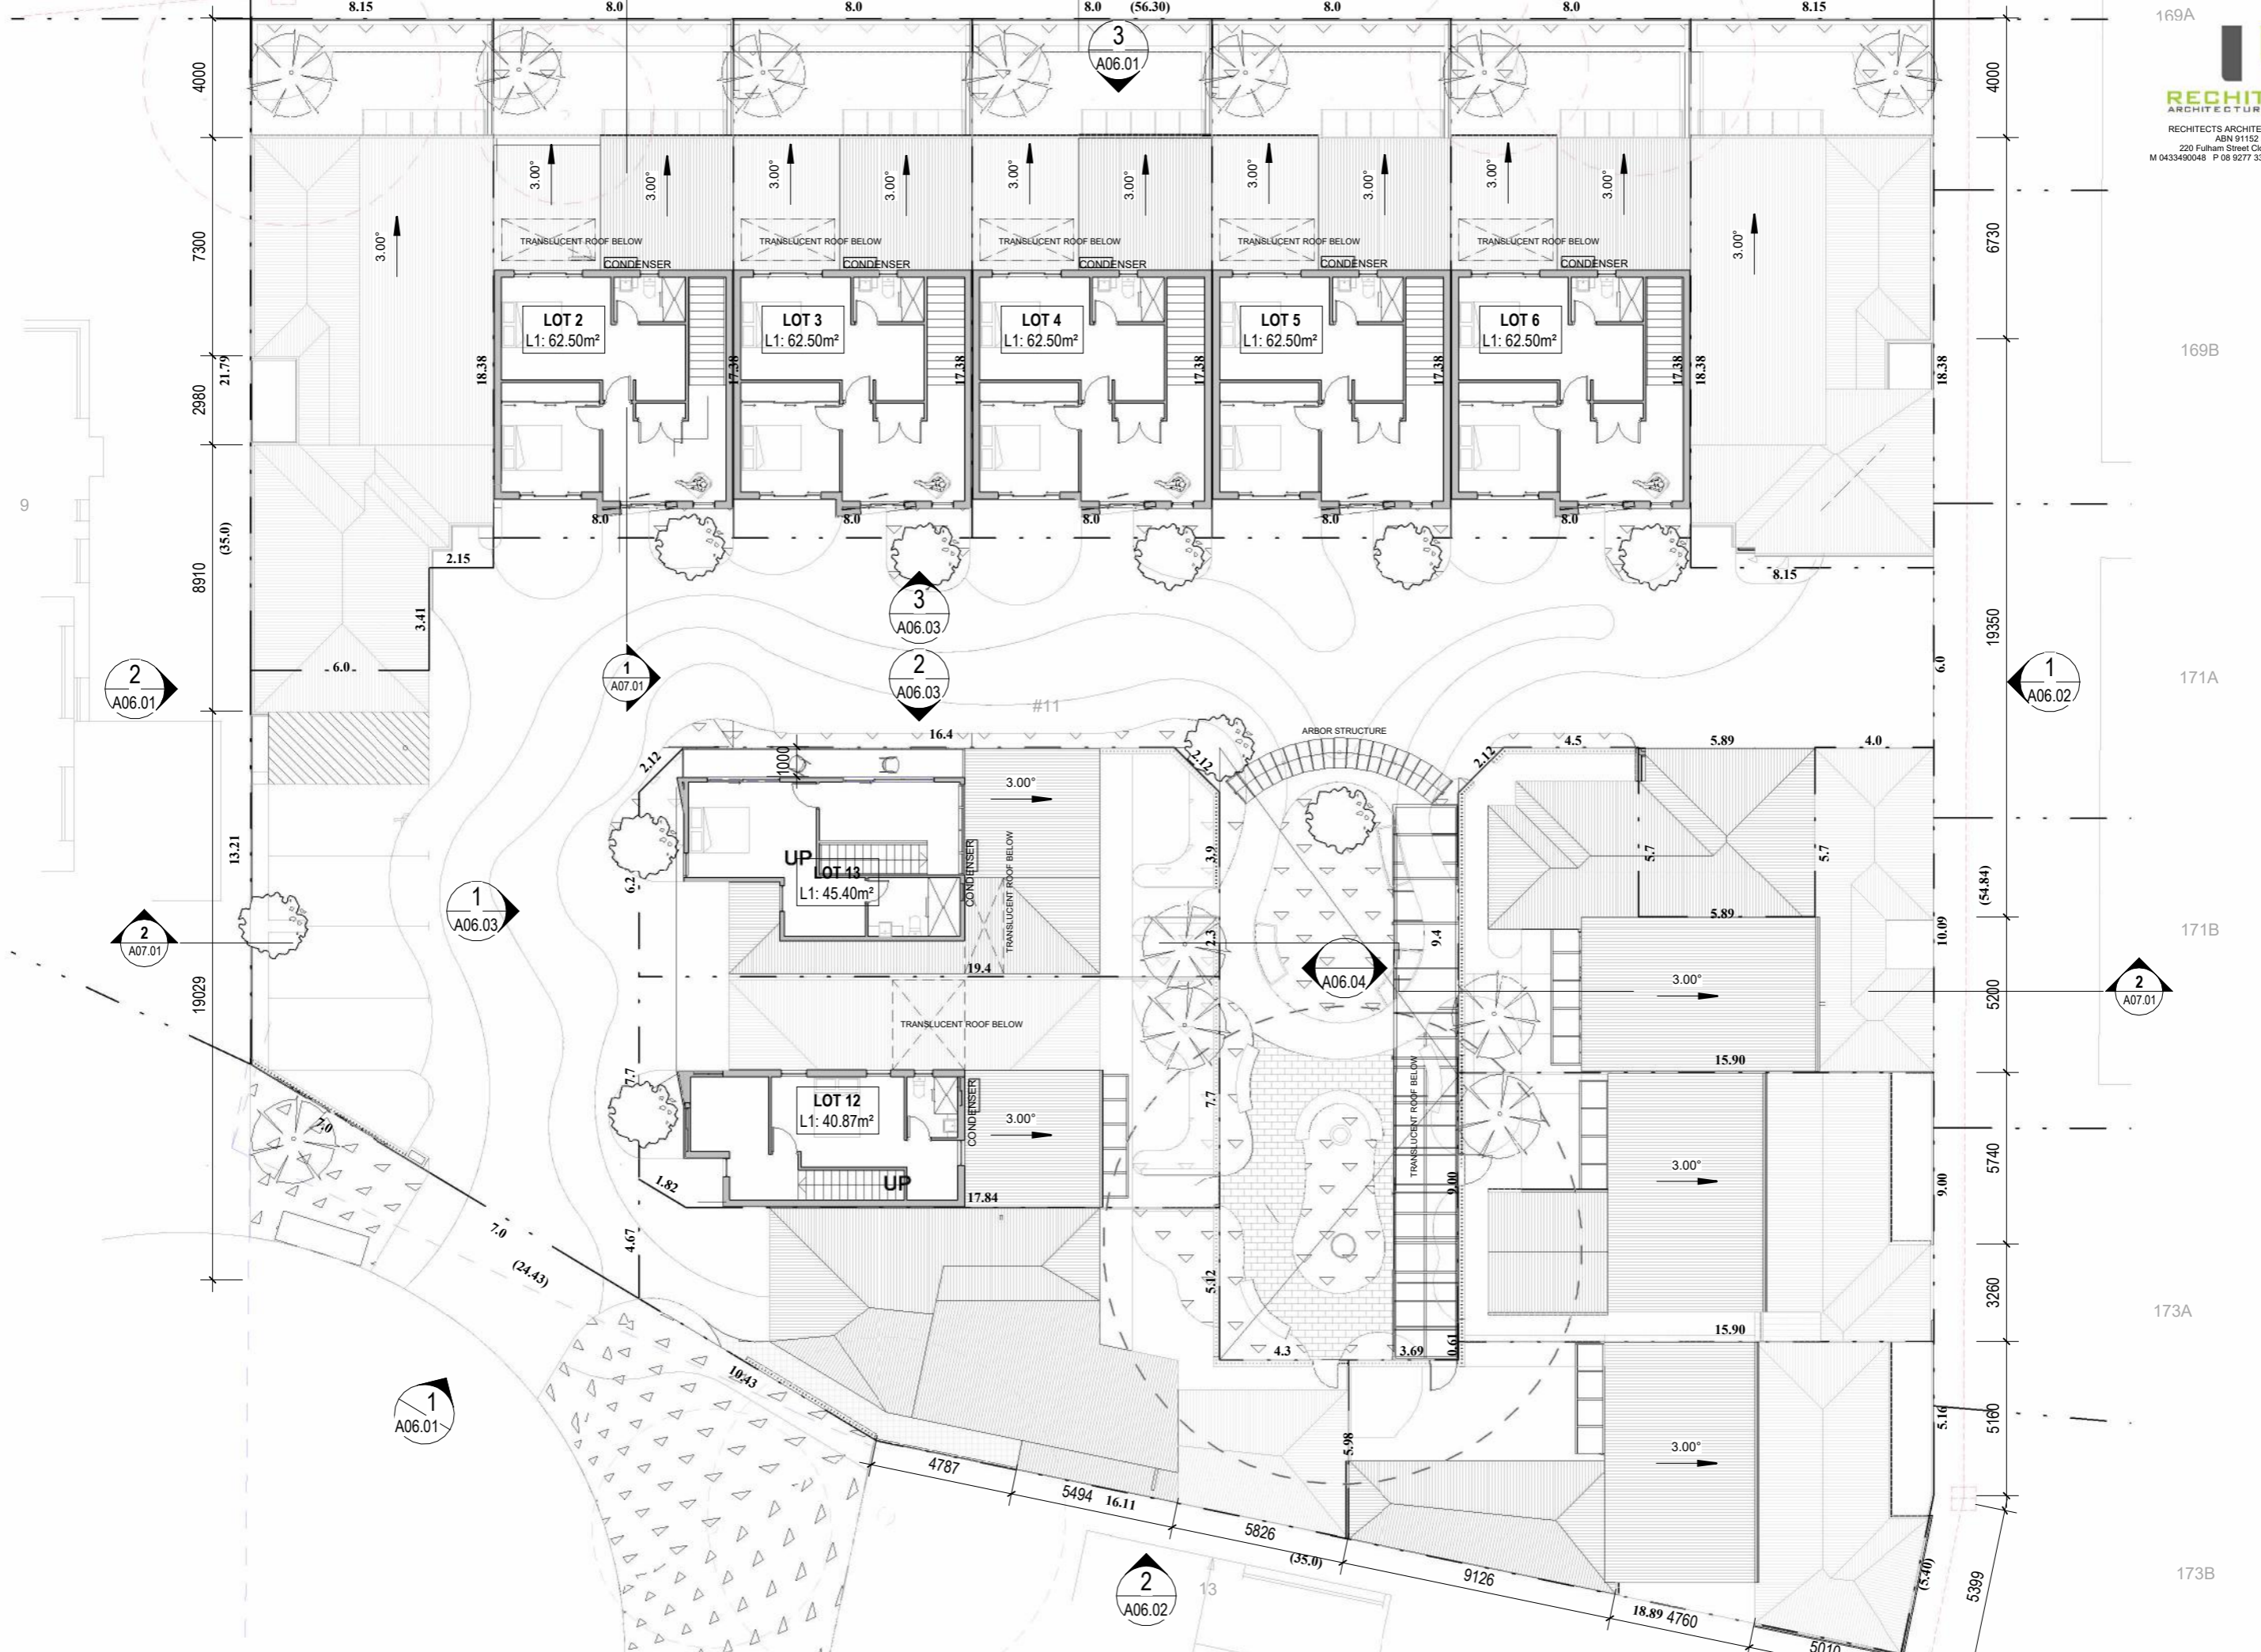 8.15
8.0
8.0
8.0
(56.30)
8.0
8.0
8.15
169A
3
A06.01
4000
4000
RECHIT
ARCHITECTUR
RECHITECTS ARCHITE
ABN 91152
220 Fulham Street Clo
M 0433490048 P 08 9277 33
3.00°
3.00°
3.00°
3.00°
3.00°
3.00°
3.00°
3.00°
3.00°
3.00°
3.00°
3.00°
7300
6730
169B
TRANSLUCENT ROOF BELOW
TRANSLUCENT ROOF BELOW
TRANSLUCENT ROOF BELOW
TRANSLUCENT ROOF BELOW
TRANSLUCENT ROOF BELOW
CONDENSER
CONDENSER
CONDENSER
CONDENSER
CONDENSER
LOT 2
L1: 62.50m²
LOT 3
L1: 62.50m²
LOT 4
L1: 62.50m²
LOT 5
L1: 62.50m²
LOT 6
L1: 62.50m²
21.79
18.38
17.38
17.38
17.38
17.38
17.38
18.38
18.38
2980
9
(35.0)
8.0
8.0
8.0
8.0
8.0
2.15
8.15
8910
3.41
3
A06.03
19350
6.0
6.0
2
A06.01
1
A07.01
2
A06.03
#11
1
A06.02
171A
16.4
ARBOR STRUCTURE
4.5
5.89
4.0
2.12
1000
2.12
2.12
3.00°
UP
LOT 13
L1: 45.40m²
CONDENSER
TRANSLUCENT ROOF BELOW
3.9
5.7
5.7
13.21
6.2
(54.84)
1
A06.03
2
A07.01
2.3
9.4
5.89
10.09
171B
19.4
A06.04
3.00°
2
A07.01
19029
5200
TRANSLUCENT ROOF BELOW
15.90
7.7
7.7
LOT 12
L1: 40.87m²
CONDENSER
3.00°
TRANSLUCENT ROOF BELOW
7.0
5740
3.00°
1.82
UP
17.84
9.00
9.00
7.0
4.67
(24.43)
5.12
3260
173A
15.90
4.3
3.69
0.61
10.43
1
A06.01
5.98
5.16
5160
3.00°
4787
5494
16.11
5826
(35.0)
9126
2
A06.02
13
18.89
4760
5010
(5.40)
5399
173B